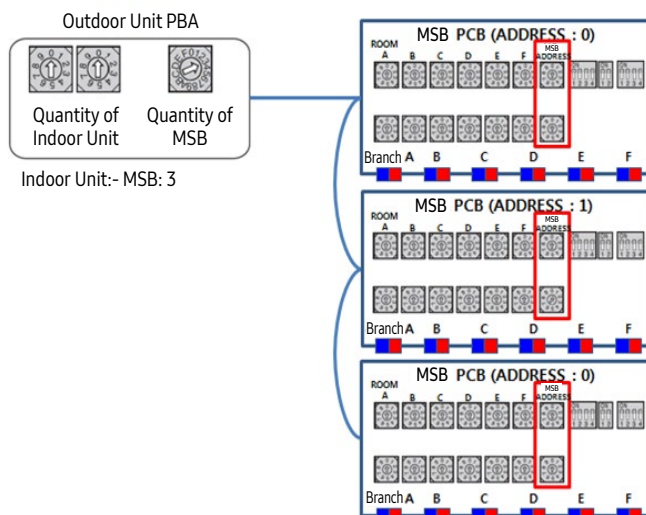 Outdoor Unit PBA
Quantity of
Indoor Unit
Quantity of
MSB
Indoor Unit:- MSB: 3
MSB PCB (ADDRESS : 0)
ROOM
A B C D E F
MSB
ADDRESS
Branch A B C D E F
MSB PCB (ADDRESS : 1)
ROOM
A B C D E F
MSB
ADDRESS
Branch A B C D E F
MSB PCB (ADDRESS : 0)
ROOM
A B C D E F
MSB
ADDRESS
Branch A B C D E F